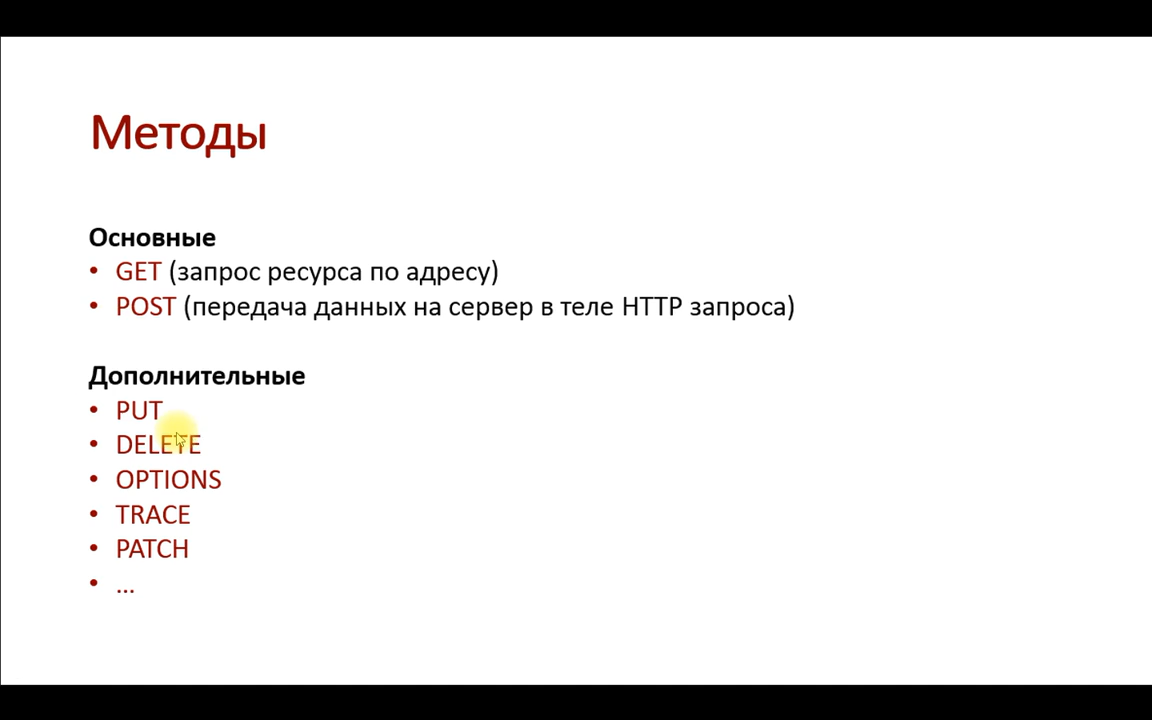 Методы
Основные
• GET (запрос ресурса по адресу)
• POST (передача данных на сервер в теле HTTP запроса)
Дополнительные
• PUT
• DELETE
• OPTIONS
• TRACE
• PATCH
• ...